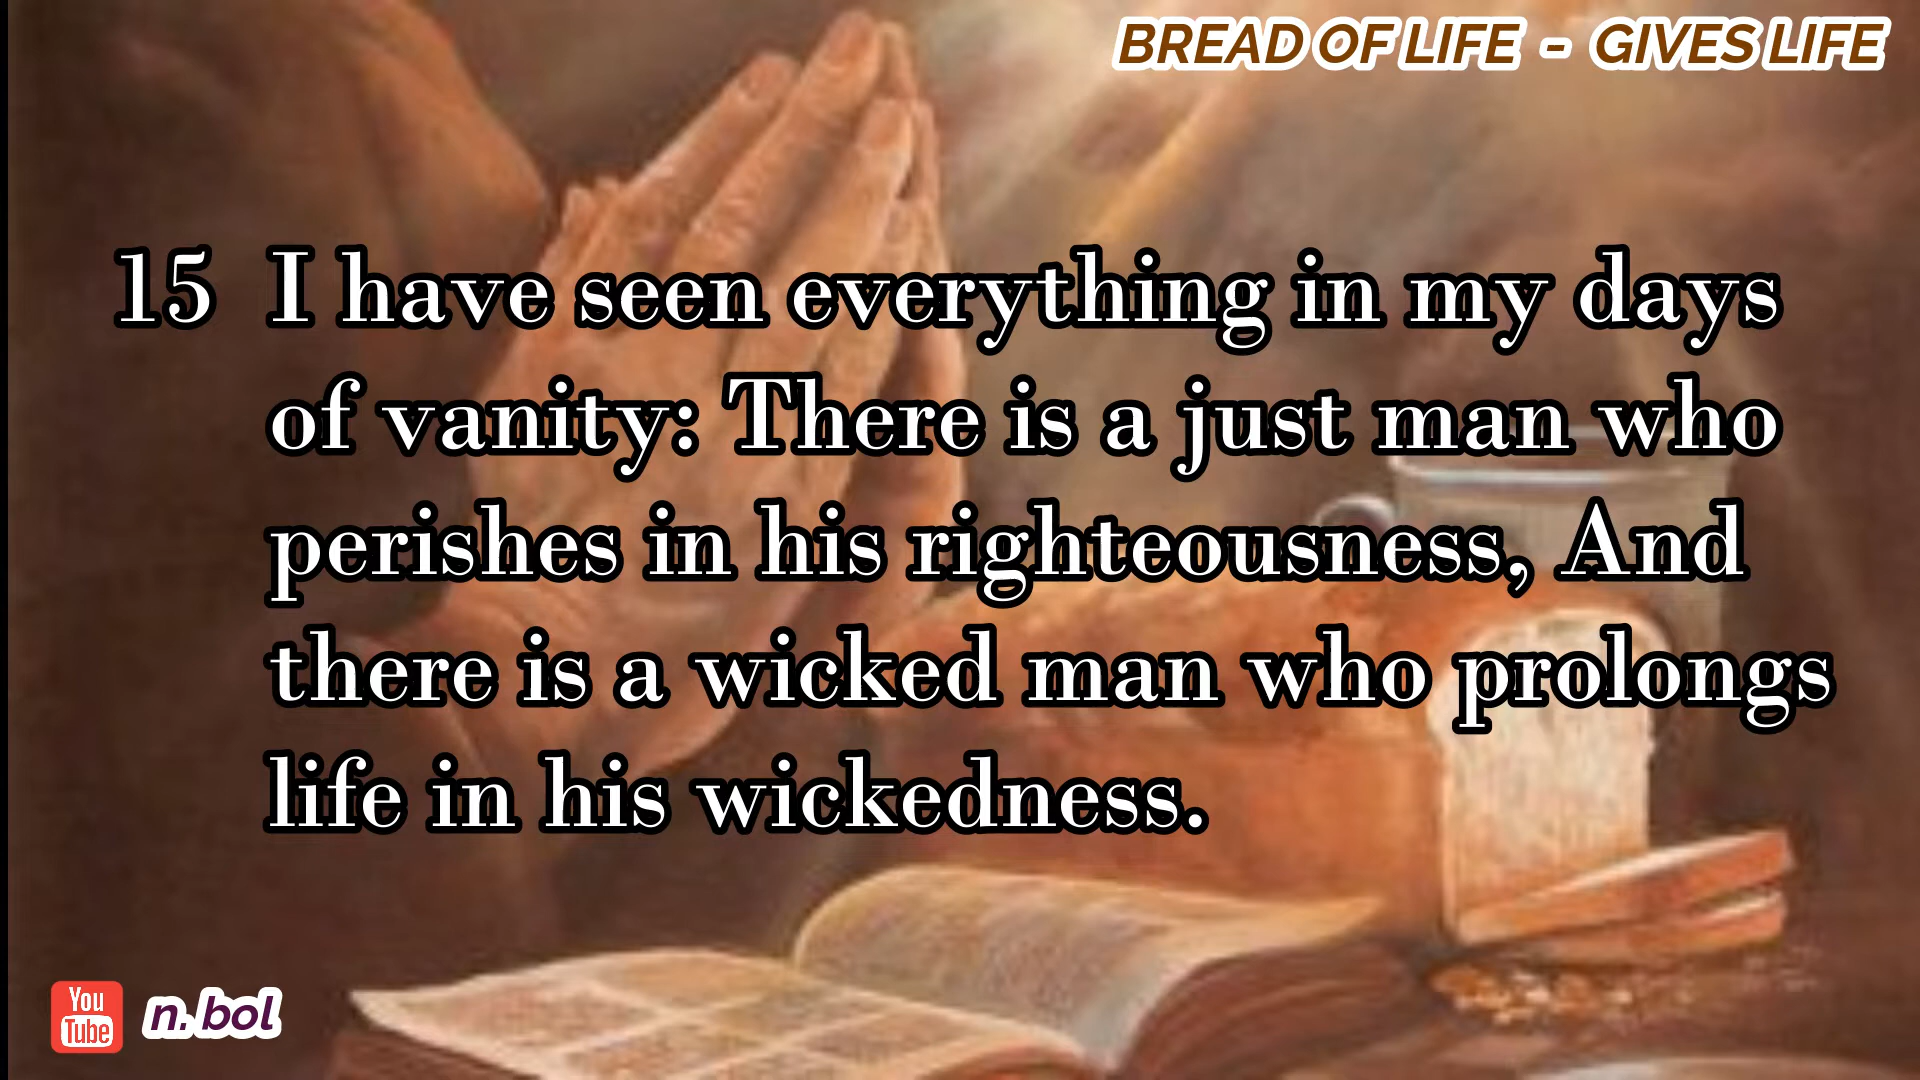 BREAD OF LIFE - GIVES LIFE
15 I have seen everything in my days
of vanity: There is a just man who
perishes in his righteousness, And
there is a wicked man who prolongs
life in his wickedness.
You
Tube
n.bol